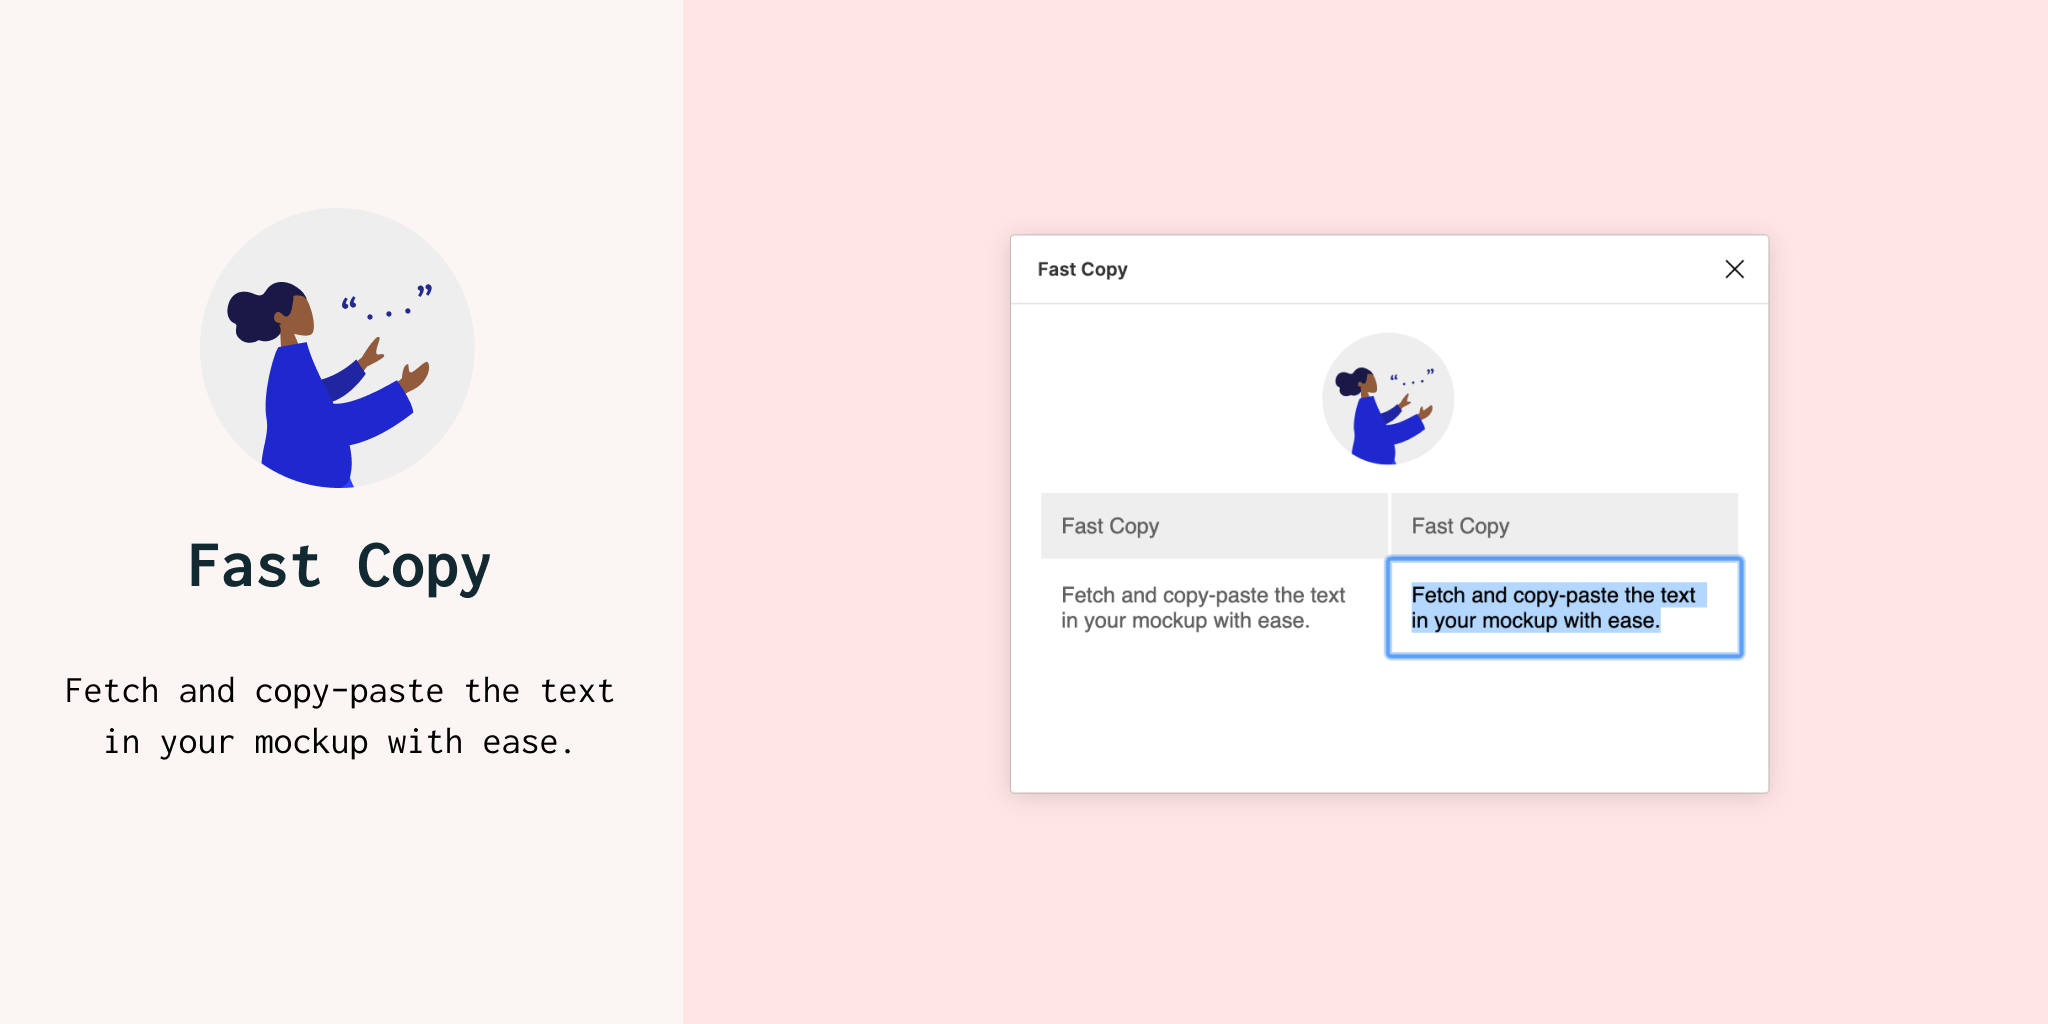 “...”
Fast Copy
Fetch and copy-paste the text
in your mockup with ease.
Fast Copy
“...”
Fast Copy
Fast Copy
Fetch and copy-paste the text
in your mockup with ease.
Fetch and copy-paste the text
in your mockup with ease.